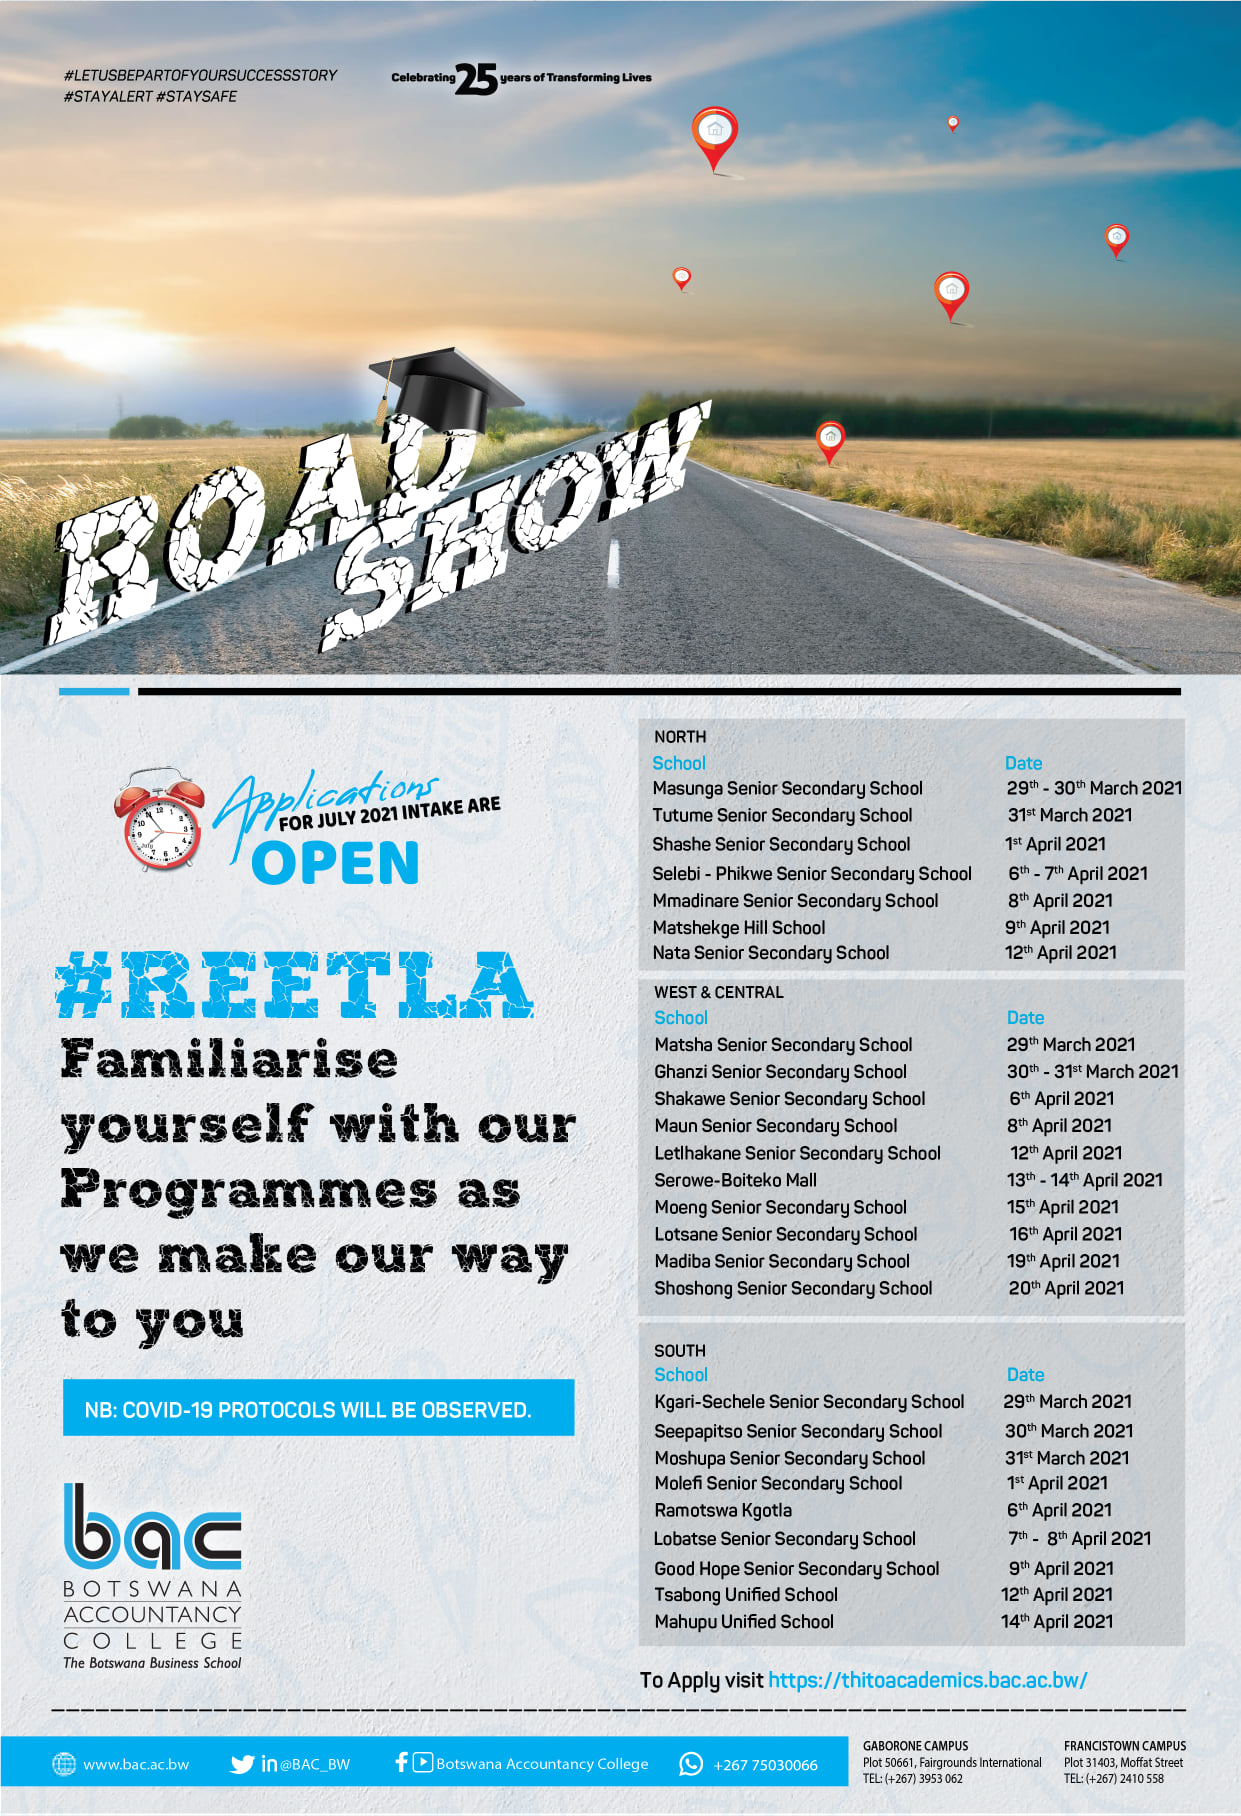 #LETUSBEPARTOFYOURSUCCESSSTORY
#STAYALERT #STAYSAFE
Celebrating 25 years of Transforming Lives
ROAD
SHOW
Applications
FOR JULY 2021 INTAKE ARE
OPEN
12
1
2
3
4
5
6
7
8
9
10
11
July
#REETLA
Familiarise
yourself with our
Programmes as
we make our way
to you
NB: COVID-19 PROTOCOLS WILL BE OBSERVED.
bac
BOTSWANA
ACCOUNTANCY
COLLEGE
The Botswana Business School
NORTH
School Date
Masunga Senior Secondary School 29th - 30th March 2021
Tutume Senior Secondary School 31st March 2021
Shashe Senior Secondary School 1st April 2021
Selebi - Phikwe Senior Secondary School 6th - 7th April 2021
Mmadinare Senior Secondary School 8th April 2021
Matshekge Hill School 9th April 2021
Nata Senior Secondary School 12th April 2021
WEST & CENTRAL
School Date
Matsha Senior Secondary School 29th March 2021
Ghanzi Senior Secondary School 30th - 31st March 2021
Shakawe Senior Secondary School 6th April 2021
Maun Senior Secondary School 8th April 2021
Letlhakane Senior Secondary School 12th April 2021
Serowe-Boiteko Mall 13th - 14th April 2021
Moeng Senior Secondary School 15th April 2021
Lotsane Senior Secondary School 16th April 2021
Madiba Senior Secondary School 19th April 2021
Shoshong Senior Secondary School 20th April 2021
SOUTH
School Date
Kgari-Sechele Senior Secondary School 29th March 2021
Seepapitso Senior Secondary School 30th March 2021
Moshupa Senior Secondary School 31st March 2021
Molefi Senior Secondary School 1st April 2021
Ramotswa Kgotla 6th April 2021
Lobatse Senior Secondary School 7th - 8th April 2021
Good Hope Senior Secondary School 9th April 2021
Tsabong Unified School 12th April 2021
Mahupu Unified School 14th April 2021
To Apply visit https://thitoacademics.bac.ac.bw/
www.bac.ac.bw
in @BAC_BW
f Botswana Accountancy College
+267 75030066
GABORONE CAMPUS
Plot 50661, Fairgrounds International
TEL: (+267) 3953 062
FRANCISTOWN CAMPUS
Plot 31403, Moffat Street
TEL: (+267) 2410 558